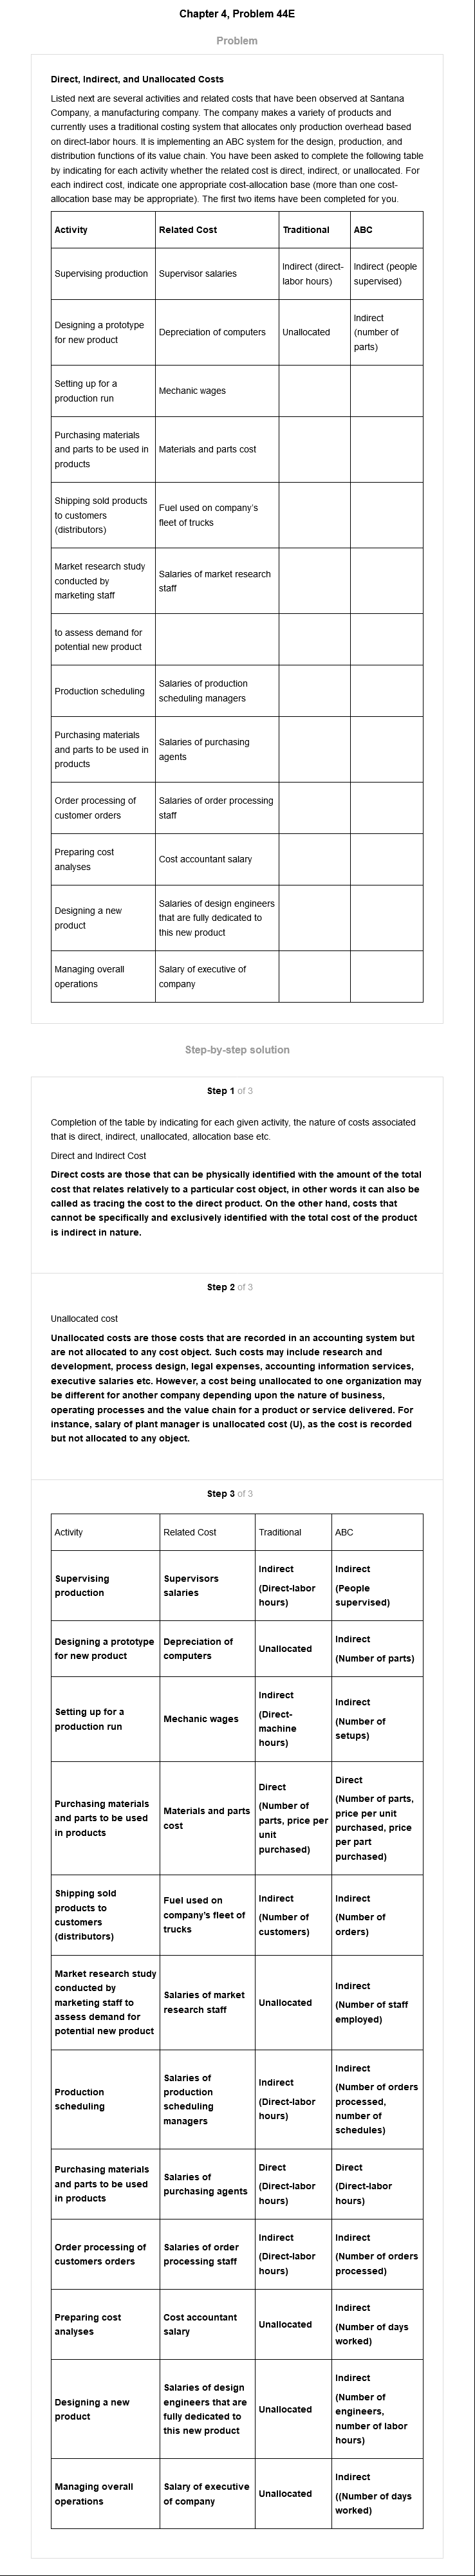 Chapter 4, Problem 44E
Problem
Direct, Indirect, and Unallocated Costs
Listed next are several activities and related costs that have been observed at Santana
Company, a manufacturing company. The company makes a variety of products and
currently uses a traditional costing system that allocates only production overhead based
on direct-labor hours. It is implementing an ABC system for the design, production, and
distribution functions of its value chain. You have been asked to complete the following table
by indicating for each activity whether the related cost is direct, indirect, or unallocated. For
each indirect cost, indicate one appropriate cost-allocation base (more than one cost-
allocation base may be appropriate). The first two items have been completed for you.
Activity Related Cost Traditional ABC
Supervising production Supervisor salaries Indirect (direct- Indirect (people
labor hours) supervised)
Designing a prototype Depreciation of computers Unallocated Indirect
for new product (number of
parts)
Setting up for a Mechanic wages
production run
Purchasing materials
and parts to be used in Materials and parts cost
products
Shipping sold products Fuel used on company's
to customers fleet of trucks
(distributors)
Market research study Salaries of market research
conducted by staff
marketing staff
to assess demand for
potential new product
Production scheduling Salaries of production
scheduling managers
Purchasing materials Salaries of purchasing
and parts to be used in agents
products
Order processing of Salaries of order processing
customer orders staff
Preparing cost Cost accountant salary
analyses
Designing a new Salaries of design engineers
product that are fully dedicated to
this new product
Managing overall Salary of executive of
operations company
Step-by-step solution
Step 1 of 3
Completion of the table by indicating for each given activity, the nature of costs associated
that is direct, indirect, unallocated, allocation base etc.
Direct and Indirect Cost
Direct costs are those that can be physically identified with the amount of the total
cost that relates relatively to a particular cost object, in other words it can also be
called as tracing the cost to the direct product. On the other hand, costs that
cannot be specifically and exclusively identified with the total cost of the product
is indirect in nature.
Step 2 of 3
Unallocated cost
Unallocated costs are those costs that are recorded in an accounting system but
are not allocated to any cost object. Such costs may include research and
development, process design, legal expenses, accounting information services,
executive salaries etc. However, a cost being unallocated to one organization may
be different for another company depending upon the nature of business,
operating processes and the value chain for a product or service delivered. For
instance, salary of plant manager is unallocated cost (U), as the cost is recorded
but not allocated to any object.
Step 3 of 3
Activity Related Cost Traditional ABC
Supervising production Supervisors salaries Indirect (Direct-labor hours) Indirect (People supervised)
Designing a prototype for new product Depreciation of computers Unallocated Indirect (Number of parts)
Setting up for a production run Mechanic wages Indirect (Direct-machine hours) Indirect (Number of setups)
Purchasing materials and parts to be used in products Materials and parts cost Direct (Number of parts, price per unit purchased) Direct (Number of parts, price per unit purchased, price per part purchased)
Shipping sold products to customers (distributors) Fuel used on company's fleet of trucks Indirect (Number of customers) Indirect (Number of orders)
Market research study conducted by marketing staff to assess demand for potential new product Salaries of market research staff Unallocated Indirect (Number of staff employed)
Production scheduling Salaries of production scheduling managers Indirect (Direct-labor hours) Indirect (Number of orders processed, number of schedules)
Purchasing materials and parts to be used in products Salaries of purchasing agents Direct (Direct-labor hours) Direct (Direct-labor hours)
Order processing of customers orders Salaries of order processing staff Indirect (Direct-labor hours) Indirect (Number of orders processed)
Preparing cost analyses Cost accountant salary Unallocated Indirect (Number of days worked)
Designing a new product Salaries of design engineers that are fully dedicated to this new product Unallocated Indirect (Number of engineers, number of labor hours)
Managing overall operations Salary of executive of company Unallocated Indirect ((Number of days worked)